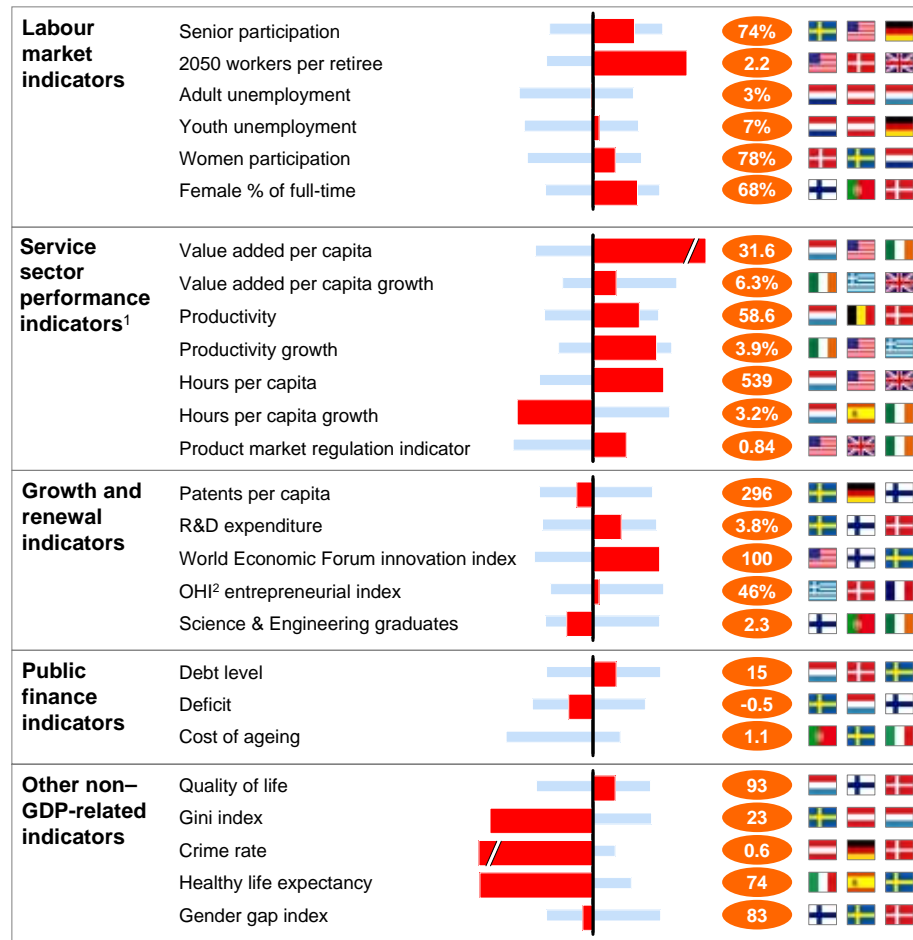 Labour
market
indicators
Senior participation 74%
2050 workers per retiree 2.2
Adult unemployment 3%
Youth unemployment 7%
Women participation 78%
Female % of full-time 68%
Service
sector
performance
indicators1
Value added per capita 31.6
Value added per capita growth 6.3%
Productivity 58.6
Productivity growth 3.9%
Hours per capita 539
Hours per capita growth 3.2%
Product market regulation indicator 0.84
Growth and
renewal
indicators
Patents per capita 296
R&D expenditure 3.8%
World Economic Forum innovation index 100
OHI2 entrepreneurial index 46%
Science & Engineering graduates 2.3
Public
finance
indicators
Debt level 15
Deficit -0.5
Cost of ageing 1.1
Other non–
GDP-related
indicators
Quality of life 93
Gini index 23
Crime rate 0.6
Healthy life expectancy 74
Gender gap index 83